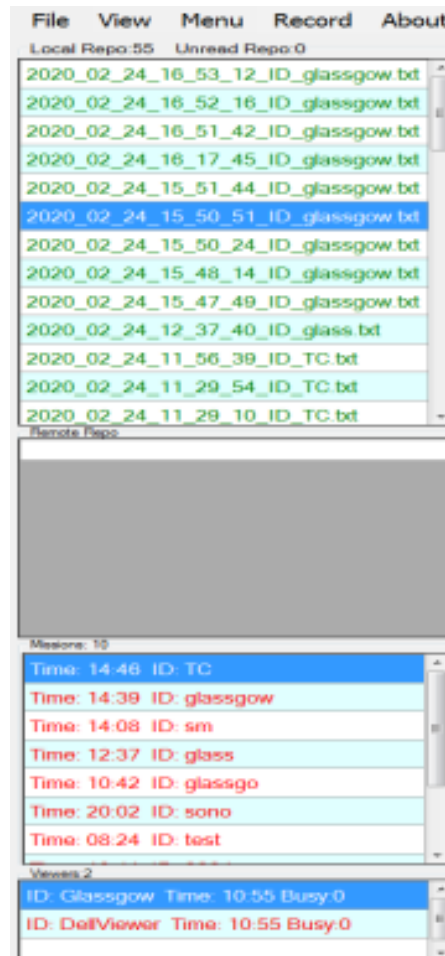 File View Menu Record About
Local Repo:55 Unread Repo:0
2020_02_24_16_53_12_ID_glassgow.txt
2020_02_24_16_52_16_ID_glassgow.txt
2020_02_24_16_51_42_ID_glassgow.txt
2020_02_24_16_17_45_ID_glassgow.txt
2020_02_24_15_51_44_ID_glassgow.txt
2020_02_24_15_50_51_ID_glassgow.txt
2020_02_24_15_50_24_ID_glassgow.txt
2020_02_24_15_48_14_ID_glassgow.txt
2020_02_24_15_47_49_ID_glassgow.txt
2020_02_24_12_37_40_ID_glass.txt
2020_02_24_11_56_39_ID_TC.txt
2020_02_24_11_29_54_ID_TC.txt
2020_02_24_11_29_10_ID_TC.txt
Remote Repo
Missions: 10
Time: 14:46 ID: TC
Time: 14:39 ID: glassgow
Time: 14:08 ID: sm
Time: 12:37 ID: glass
Time: 10:42 ID: glassgo
Time: 20:02 ID: sono
Time: 08:24 ID: test
Viewers:2
ID: Glassgow Time: 10:55 Busy:0
ID: DellViewer Time: 10:55 Busy:0